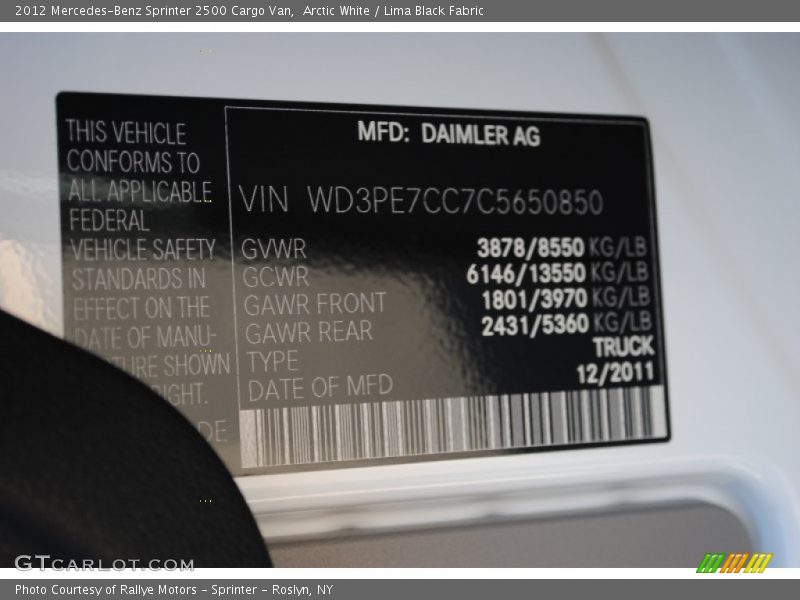 2012 Mercedes-Benz Sprinter 2500 Cargo Van,  Arctic White / Lima Black Fabric
THIS VEHICLE
CONFORMS TO
ALL APPLICABLE
FEDERAL
VEHICLE SAFETY
STANDARDS IN
EFFECT ON THE
DATE OF MANU-
SHOWN
MFD: DAIMLER AG
VIN WD3PE7CC7C5650850
GVWR 3878/8550 KG/LB
GCWR 6146/13550 KG/LB
GAWR FRONT 1801/3970 KG/LB
GAWR REAR 2431/5360 KG/LB
TYPE TRUCK
DATE OF MFD 12/2011
GTCARLOT.COM
Photo Courtesy of Rallye Motors - Sprinter - Roslyn, NY